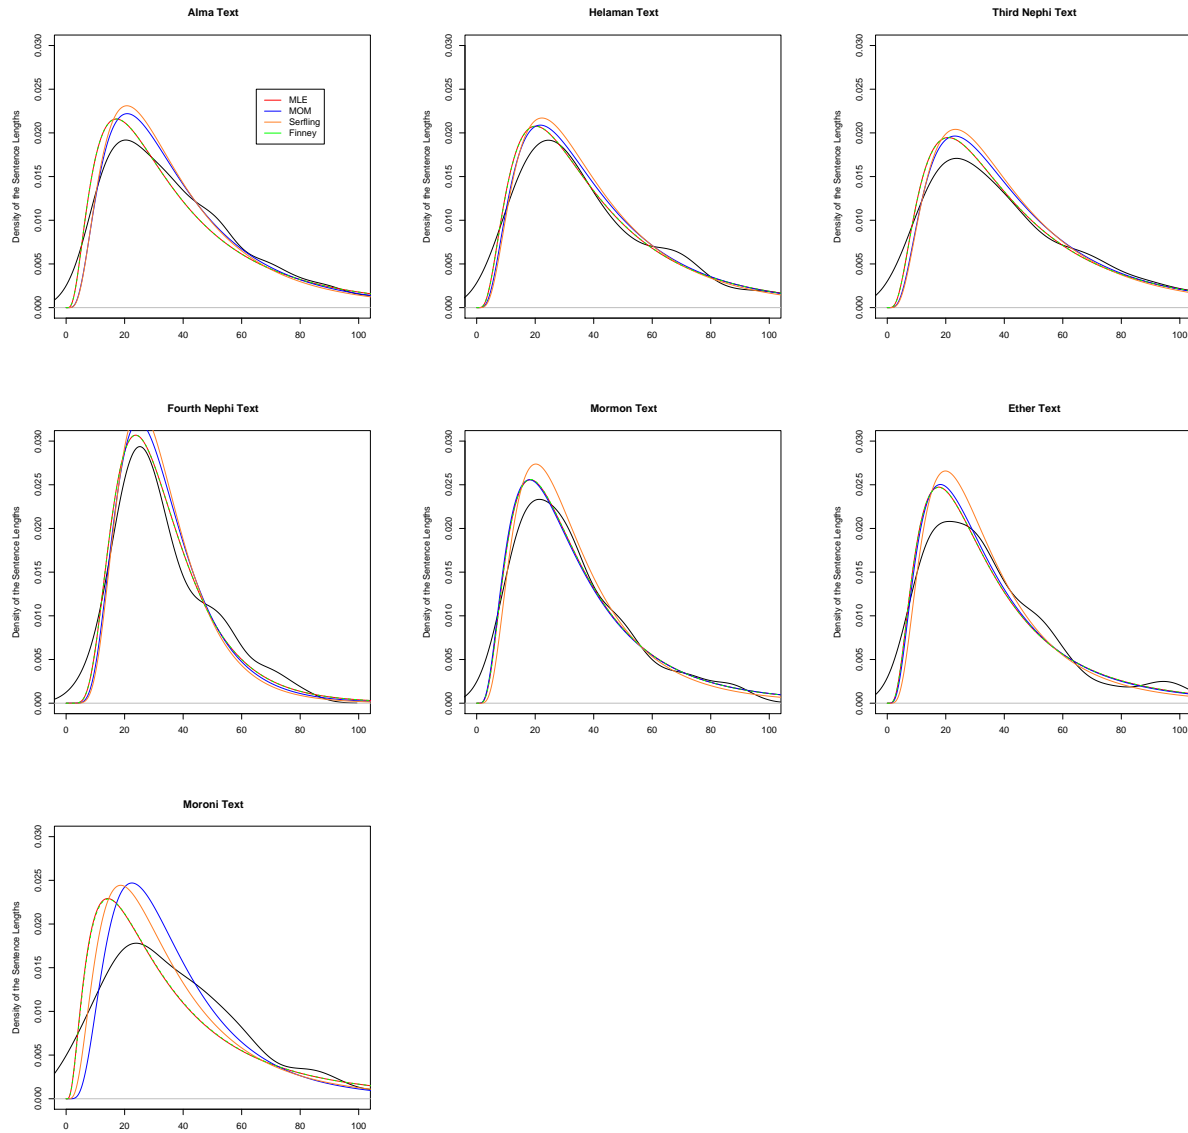 Alma Text
Density of the Sentence Lengths
0.000 0.005 0.010 0.015 0.020 0.025 0.030
MLE
MOM
Serfling
Finney
0 20 40 60 80 100
Helaman Text
Density of the Sentence Lengths
0.000 0.005 0.010 0.015 0.020 0.025 0.030
0 20 40 60 80 100
Third Nephi Text
Density of the Sentence Lengths
0.000 0.005 0.010 0.015 0.020 0.025 0.030
0 20 40 60 80 100
Fourth Nephi Text
Density of the Sentence Lengths
0.000 0.005 0.010 0.015 0.020 0.025 0.030
0 20 40 60 80 100
Mormon Text
Density of the Sentence Lengths
0.000 0.005 0.010 0.015 0.020 0.025 0.030
0 20 40 60 80 100
Ether Text
Density of the Sentence Lengths
0.000 0.005 0.010 0.015 0.020 0.025 0.030
0 20 40 60 80 100
Moroni Text
Density of the Sentence Lengths
0.000 0.005 0.010 0.015 0.020 0.025 0.030
0 20 40 60 80 100